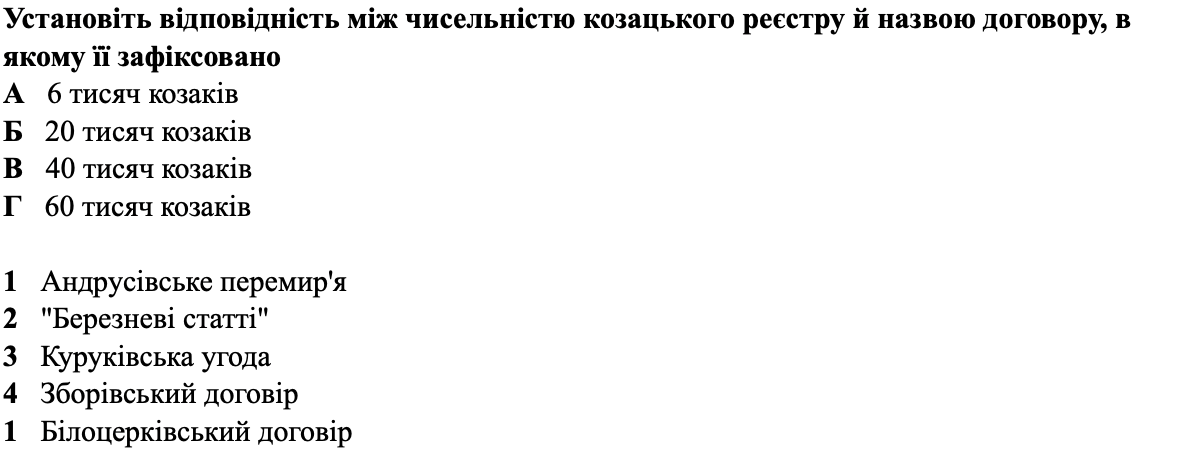 Установіть відповідність між чисельністю козацького реєстру й назвою договору, в
якому її зафіксовано
А 6 тисяч козаків
Б 20 тисяч козаків
В 40 тисяч козаків
Г 60 тисяч козаків
1 Андрусівське перемир'я
2 "Березневі статті"
3 Куруківська угода
4 Зборівський договір
1 Білоцерківський договір